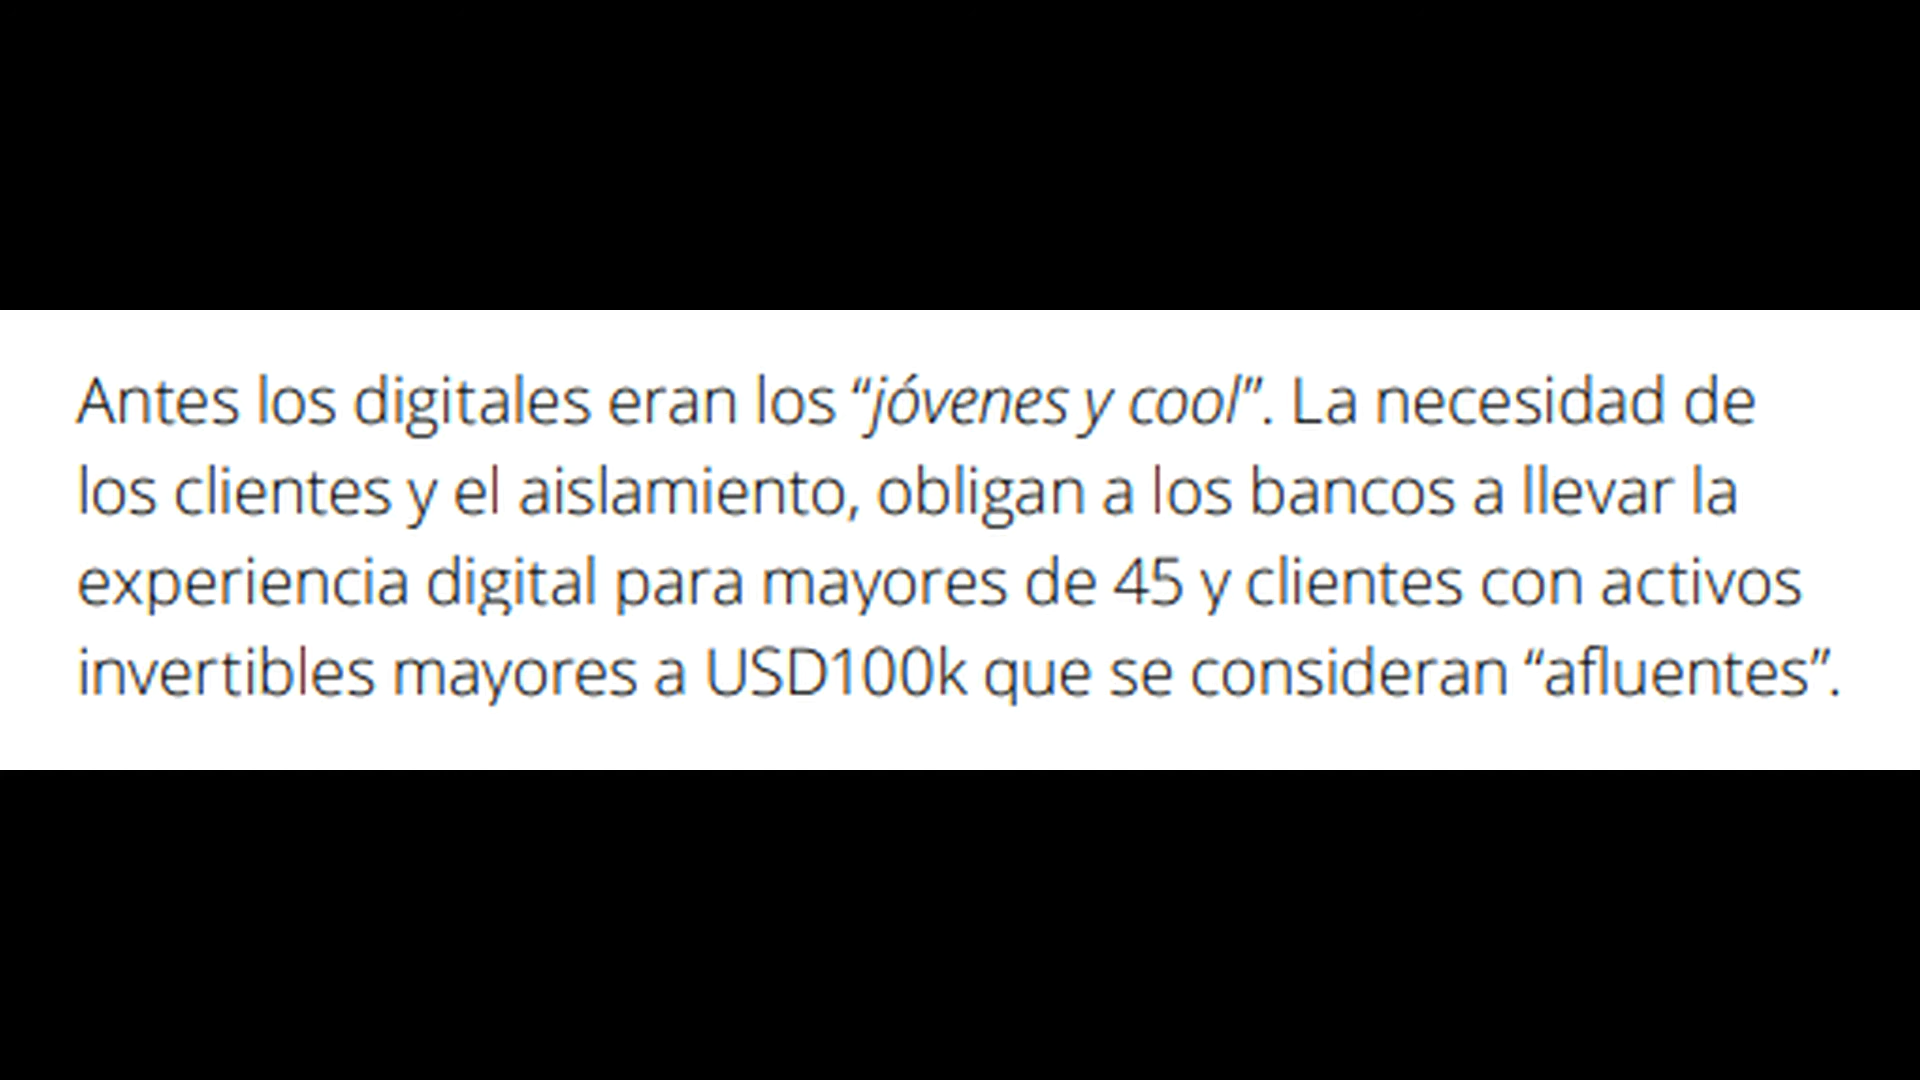 Antes los digitales eran los “jóvenes y cool”. La necesidad de
los clientes y el aislamiento, obligan a los bancos a llevar la
experiencia digital para mayores de 45 y clientes con activos
invertibles mayores a USD100k que se consideran “afluentes”.